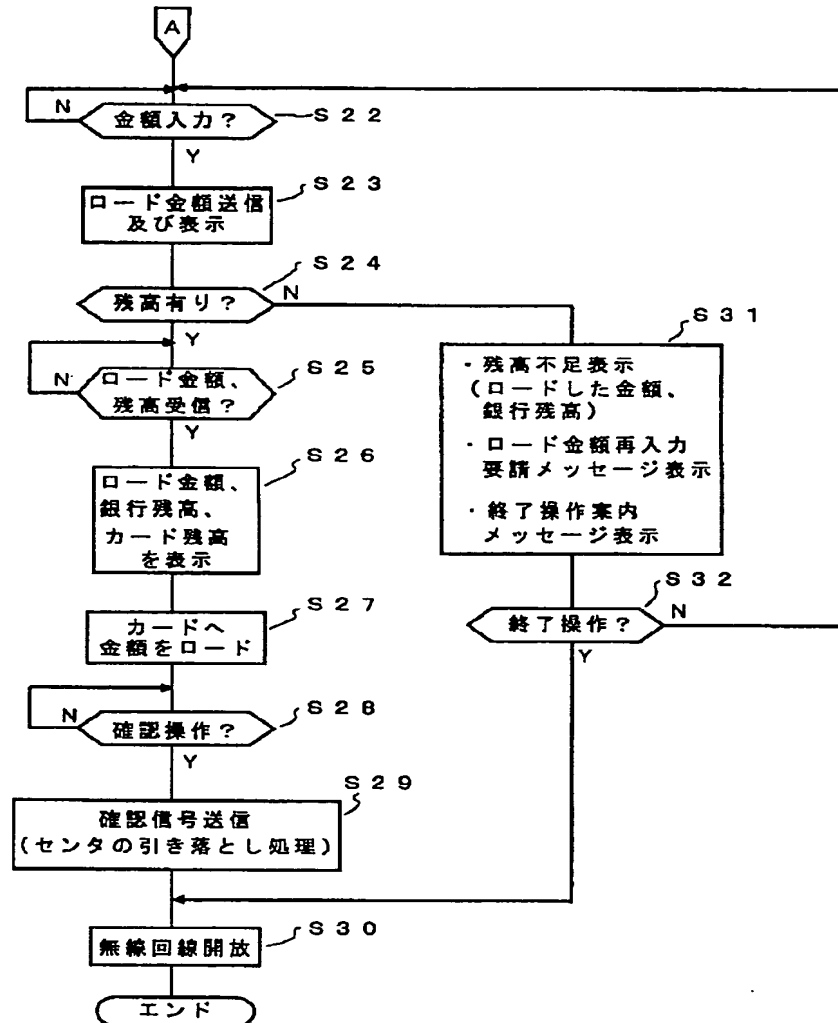 A
N
金額入力?
S22
Y
ロード金額送信
及び表示
S23
残高有り?
S24
N
Y
N
ロード金額、
残高受信?
S25
Y
ロード金額、
銀行残高、
カード残高
を表示
S26
カードへ
金額をロード
S27
N
確認操作?
S28
Y
確認信号送信
(センタの引き落とし処理)
S29
S31
・残高不足表示
(ロードした金額、
銀行残高)
・ロード金額再入力
要請メッセージ表示
・終了操作案内
メッセージ表示
S32
終了操作?
N
Y
無線回線開放
S30
エンド